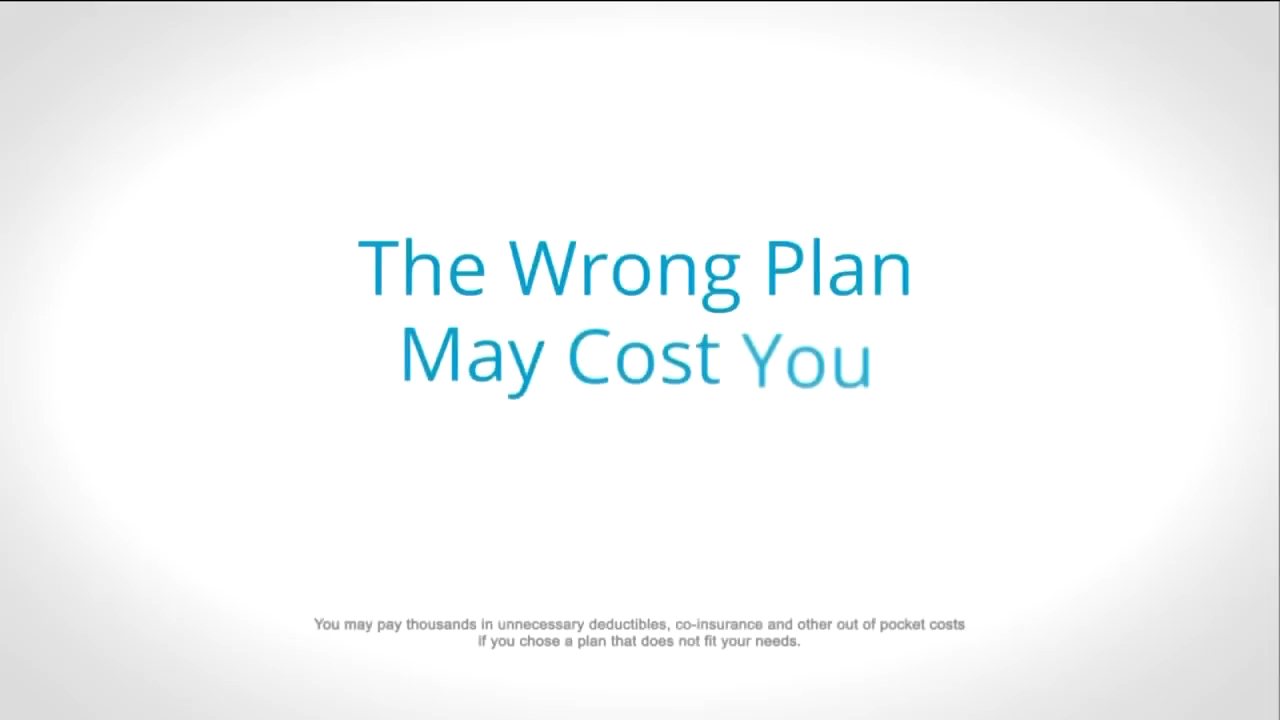 The Wrong Plan
May Cost You
You may pay thousands in unnecessary deductibles, co-insurance and other out of pocket costs
if you chose a plan that does not fit your needs.